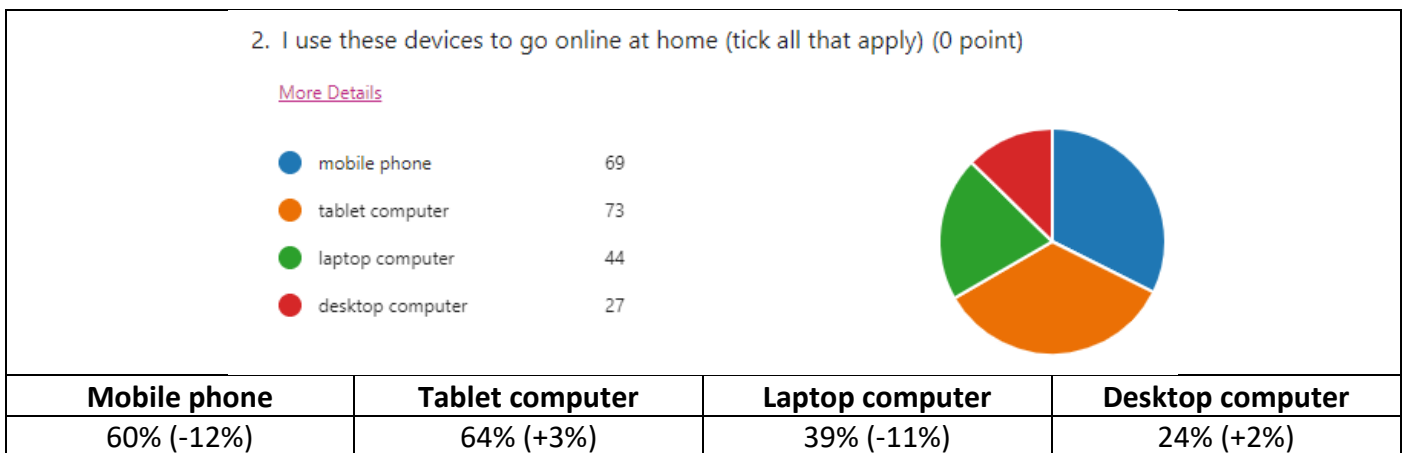 2. I use these devices to go online at home (tick all that apply) (0 point)
More Details
mobile phone 69
tablet computer 73
laptop computer 44
desktop computer 27
Mobile phone Tablet computer Laptop computer Desktop computer
60% (-12%) 64% (+3%) 39% (-11%) 24% (+2%)